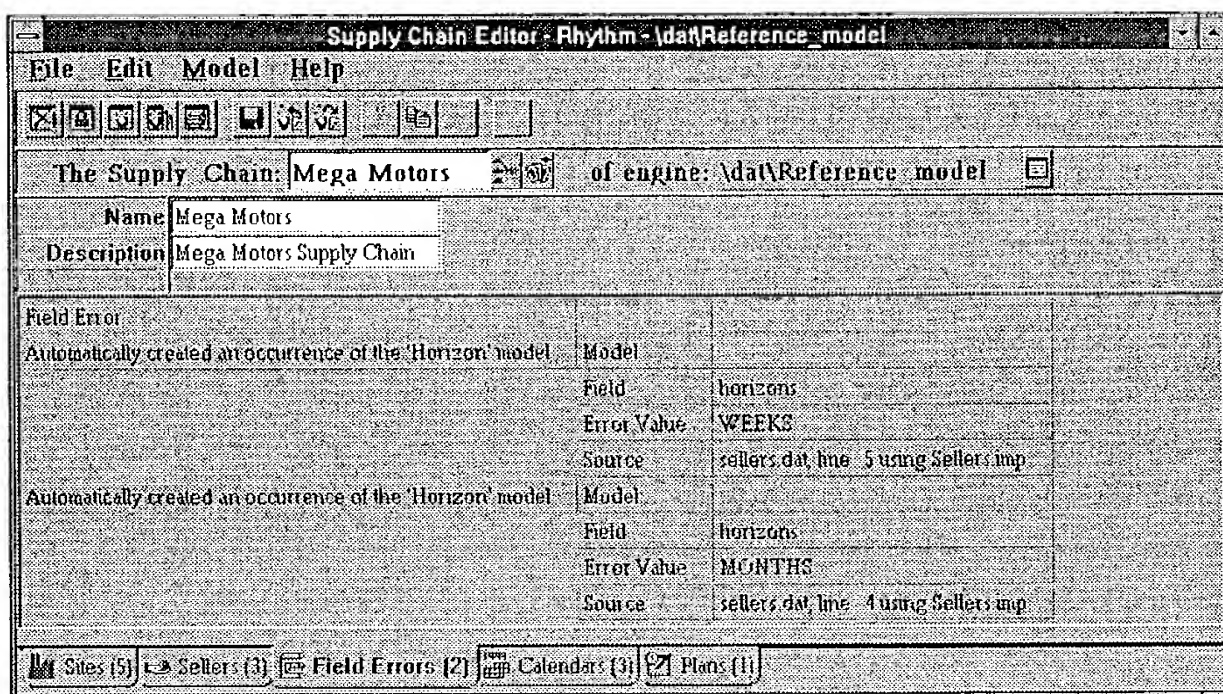 Supply Chain Editor - Rhythm - \dat\Reference_model
File Edit Model Help
The Supply Chain: Mega Motors of engine: \dat\Reference model
Name Mega Motors
Description Mega Motors Supply Chain
Field Error
Automatically created an occurrence of the 'Horizon' model Model
Field horizons
Error Value WEEKS
Source sellers.dat, line 5 using Sellers.imp
Automatically created an occurrence of the 'Horizon' model Model
Field horizons
Error Value MONTHS
Source sellers.dat, line 4 using Sellers.imp
Sites (5) Sellers (3) Field Errors (2) Calendars (3) Plans (1)